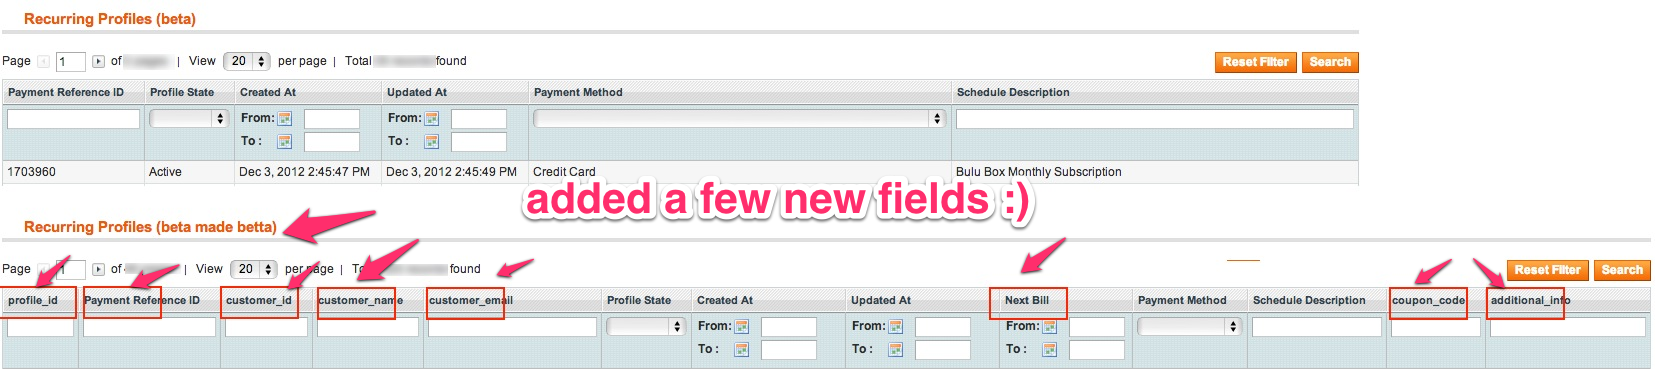 Recurring Profiles (beta)
Page 1 of | View 20 per page | Total found Reset Filter Search
Payment Reference ID Profile State Created At Updated At Payment Method Schedule Description
From: From:
To : To :
1703960 Active Dec 3, 2012 2:45:47 PM Dec 3, 2012 2:45:49 PM Credit Card Bulu Box Monthly Subscription
added a few new fields :)
Recurring Profiles (beta made betta)
Page 1 of | View 20 per page | found Reset Filter Search
profile_id Payment Reference ID customer_id customer_name customer_email Profile State Created At Updated At Next Bill Payment Method Schedule Description coupon_code additional_info
From: From: From:
To : To : To :